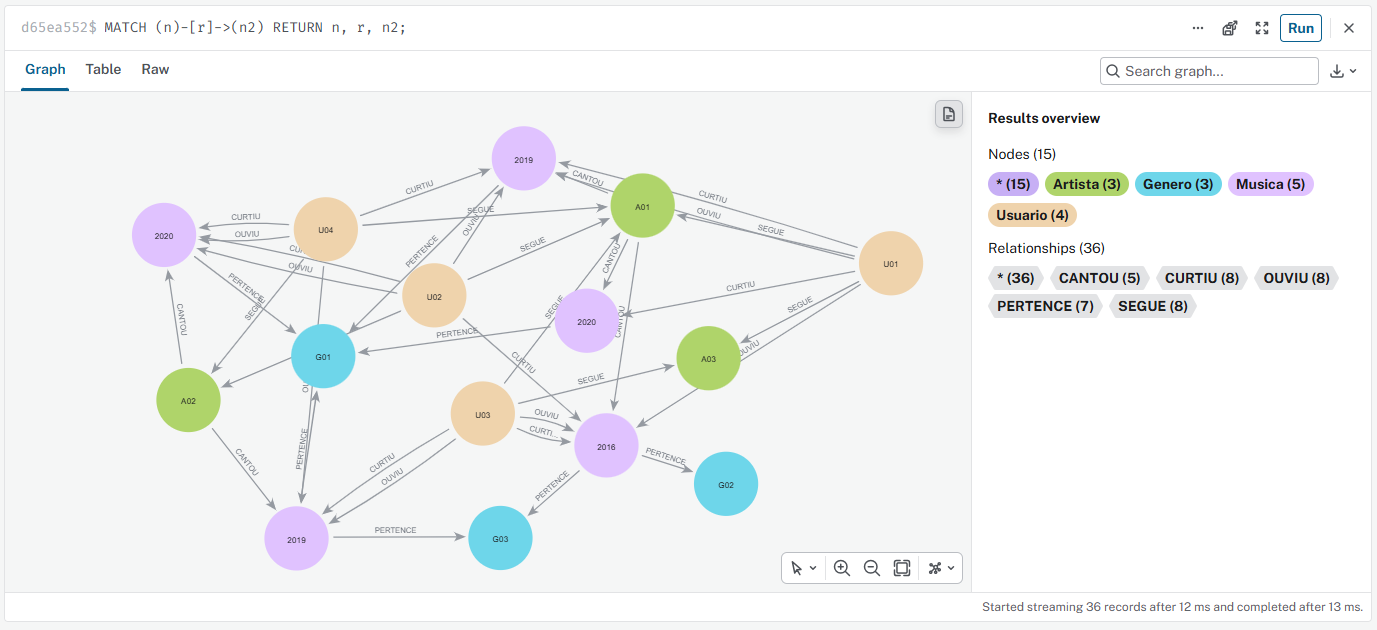 d65ea552$ MATCH (n)-[r]->(n2) RETURN n, r, n2;
Run
Graph Table Raw
Search graph...
Results overview
Nodes (15)
* (15) Artista (3) Genero (3) Musica (5)
Usuario (4)
Relationships (36)
* (36) CANTOU (5) CURTIU (8) OUVIU (8)
PERTENCE (7) SEGUE (8)
2019
CANTOU
CURTIU
CURTIU
A01
OUVIU
SEGUE
SEGUE
CURTIU
U04
OUVIU
2020
OUVIU
PERTENCE
SEGUE
CANTOU
U01
OUVIU
PERTENCE
U02
CURTIU
SEGUE
SEGUE
SEGUE
2020
CANTOU
CANTOU
PERTENCE
G01
CURTIU
A03
OUVIU
SEGUE
A02
U03
OUVIU
CURTI...
2016
PERTENCE
CANTOU
PERTENCE
CURTIU
OUVIU
PERTENCE
G02
2019
PERTENCE
G03
Started streaming 36 records after 12 ms and completed after 13 ms.